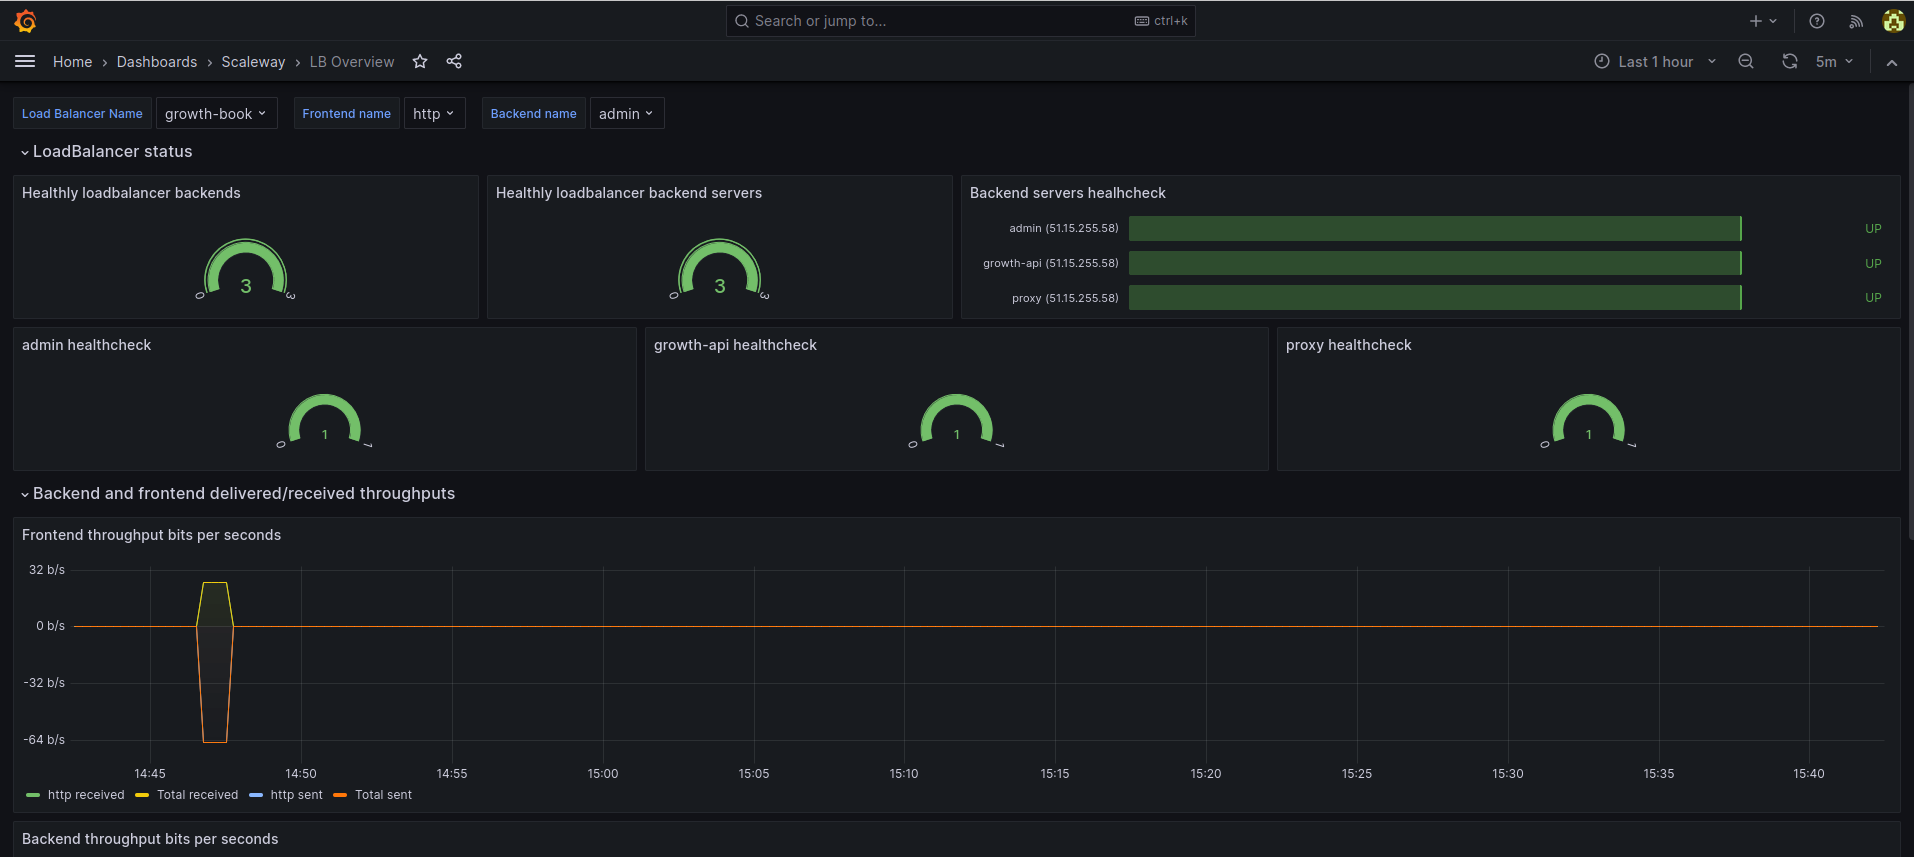 Search or jump to... ctrl+k
Home › Dashboards › Scaleway › LB Overview Last 1 hour 5m
Load Balancer Name growth-book Frontend name http Backend name admin
LoadBalancer status
Healthly loadbalancer backends
0 3 3
Healthly loadbalancer backend servers
0 3 3
Backend servers healhcheck
admin (51.15.255.58) UP
growth-api (51.15.255.58) UP
proxy (51.15.255.58) UP
admin healthcheck
0 1 1
growth-api healthcheck
0 1 1
proxy healthcheck
0 1 1
Backend and frontend delivered/received throughputs
Frontend throughput bits per seconds
32 b/s
0 b/s
-32 b/s
-64 b/s
14:45 14:50 14:55 15:00 15:05 15:10 15:15 15:20 15:25 15:30 15:35 15:40
http received Total received http sent Total sent
Backend throughput bits per seconds